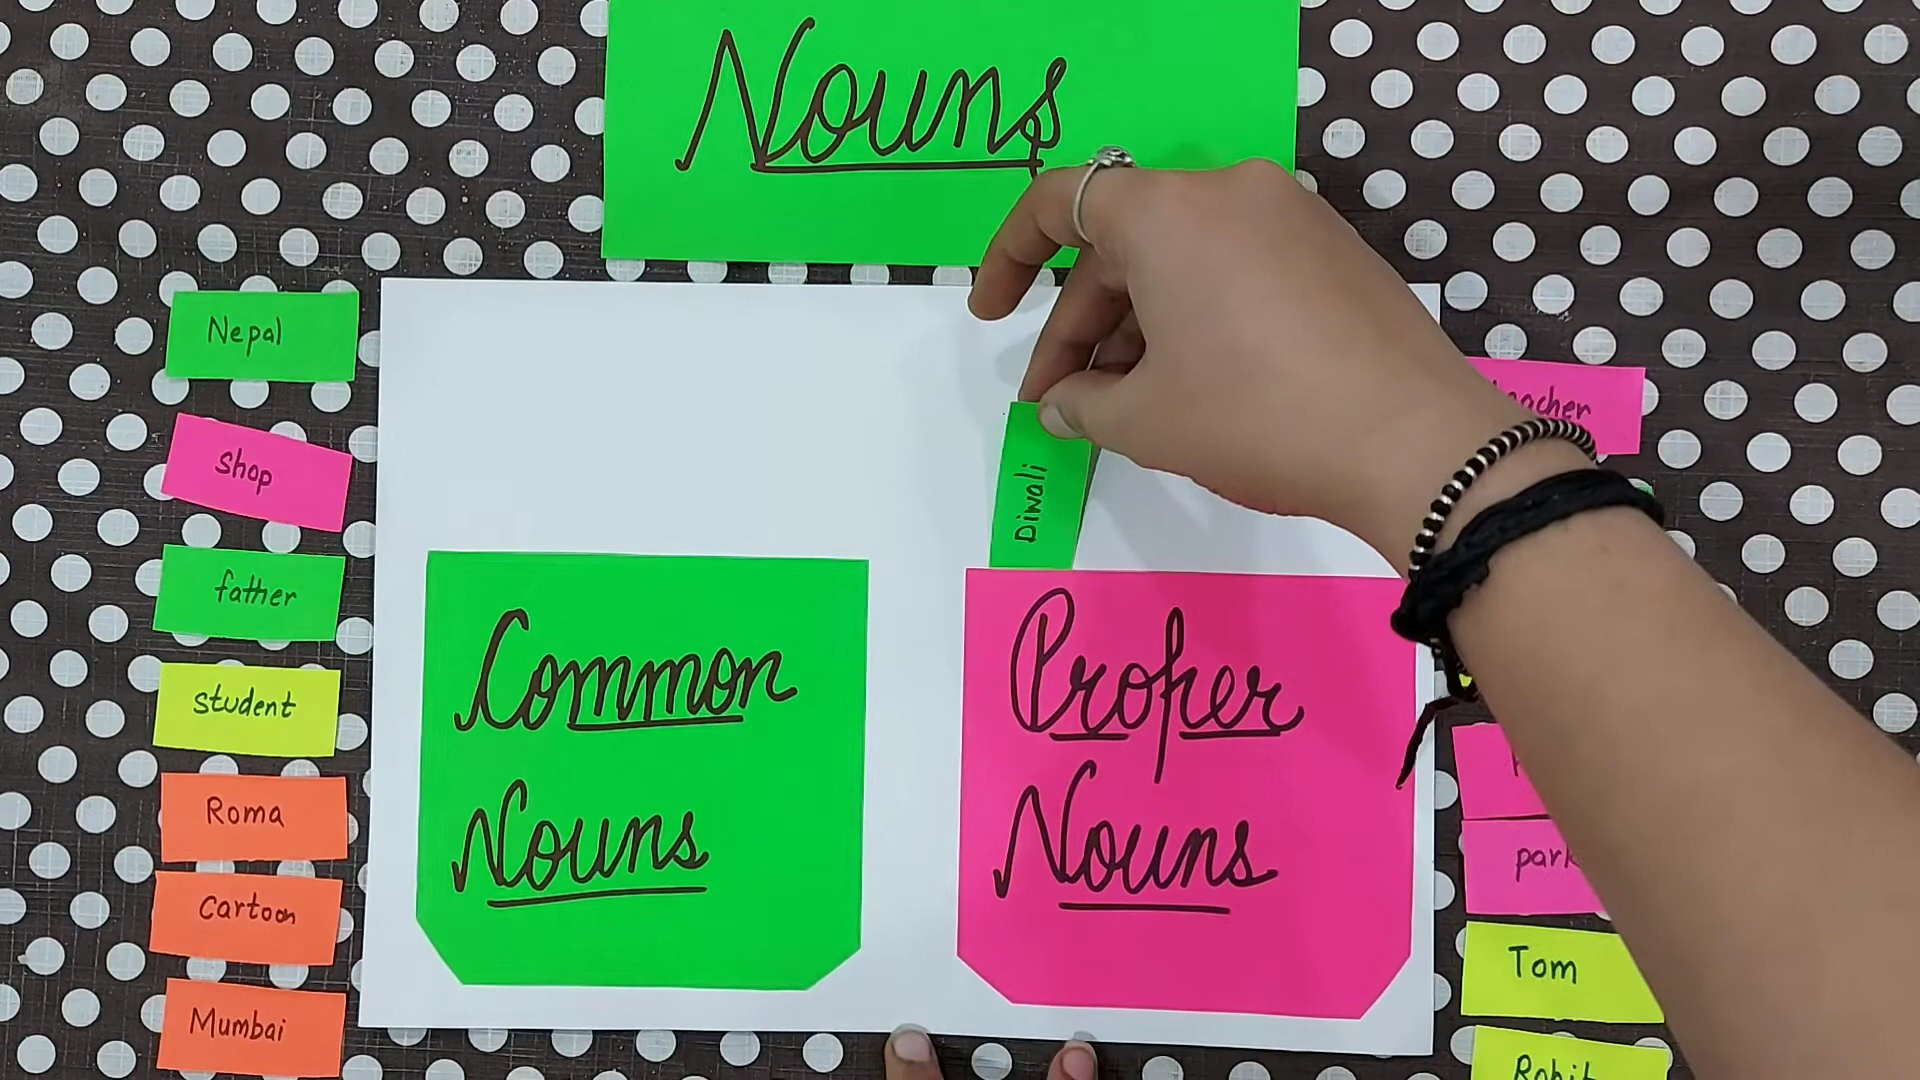 Nouns
Nepal
Shop
father
student
Roma
Cartoon
Mumbai
Diwali
Common
Nouns
Proper
Nouns
park
Tom